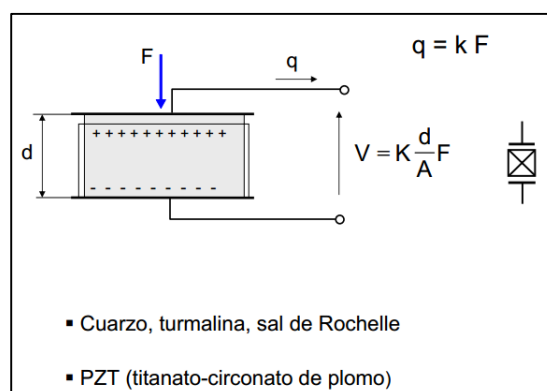 q = k F
F
q
d
+ + + + + + + + + + +
- - - - - - - - -
V = K d/A F
▪ Cuarzo, turmalina, sal de Rochelle
▪ PZT (titanato-circonato de plomo)